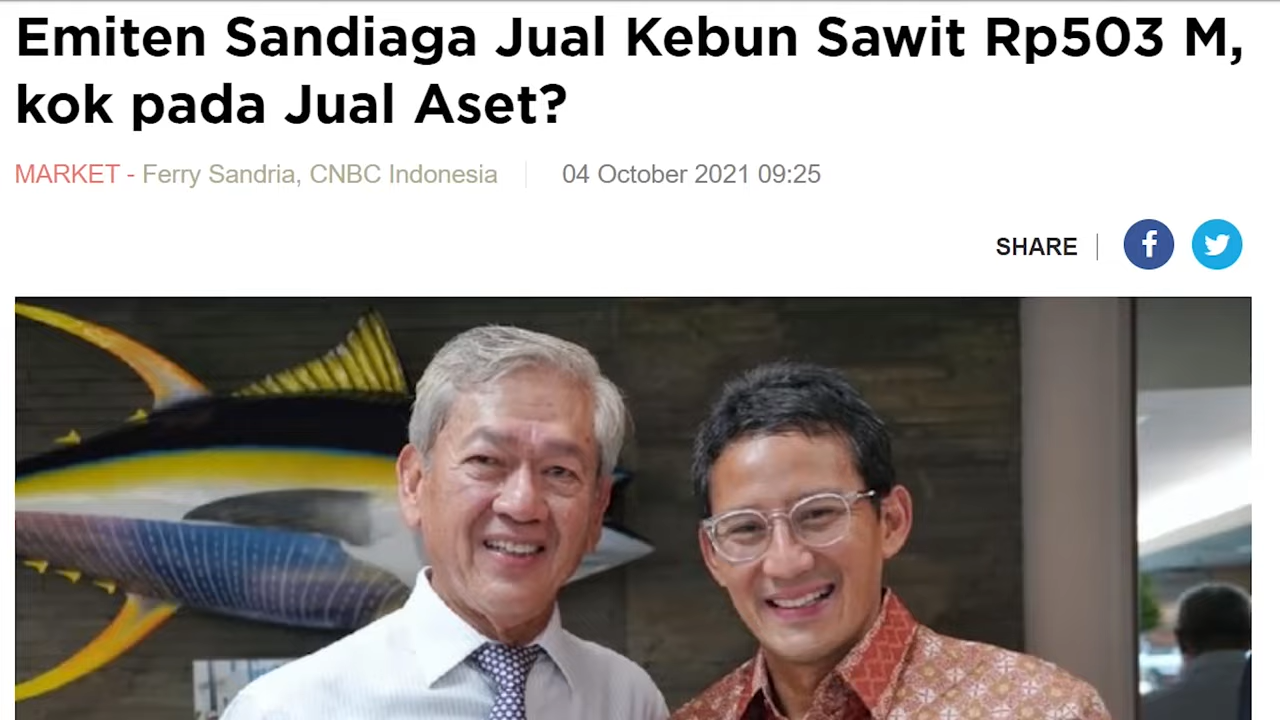 Emiten Sandiaga Jual Kebun Sawit Rp503 M,
kok pada Jual Aset?
MARKET - Ferry Sandria, CNBC Indonesia 04 October 2021 09:25
SHARE